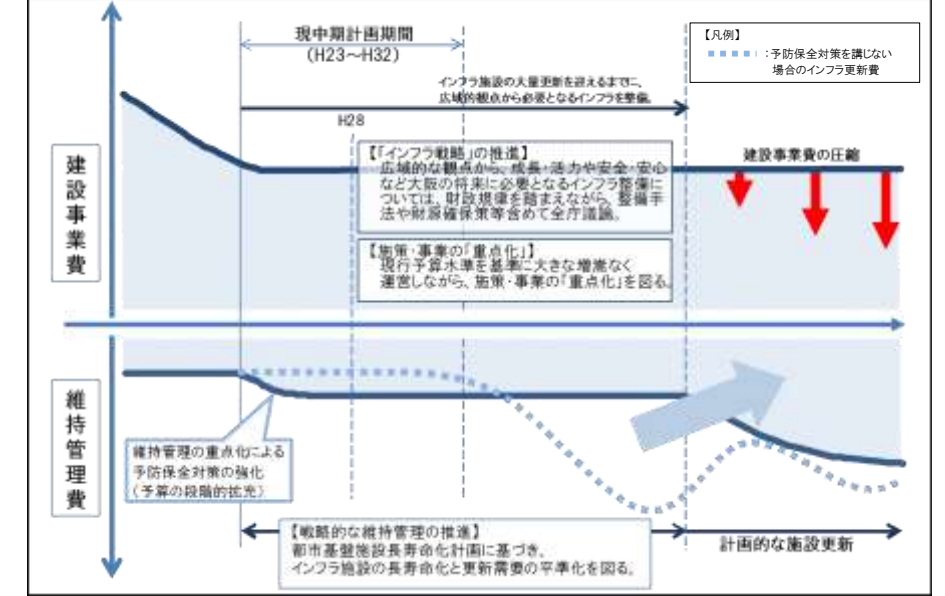 現中期計画期間
(H23～H32)
【凡例】
：予防保全対策を講じない
場合のインフラ更新費
インフラ施設の大量更新を迎えるまでに、
広域的観点から必要となるインフラを整備。
H28
建設事業費
【「インフラ戦略」の推進】
広域的な観点から、成長・活力や安全・安心
など大阪の将来に必要となるインフラ整備に
ついては、財政規律を踏まえながら、整備手
法や財源確保策等含めて全庁議論。
建設事業費の圧縮
【施策・事業の「重点化」】
現行予算水準を基準に大きな増嵩なく
運営しながら、施策・事業の「重点化」を図る。
維持管理費
維持管理の重点化による
予防保全対策の強化
（予算の段階的拡充）
【戦略的な維持管理の推進】
都市基盤施設長寿命化計画に基づき、
インフラ施設の長寿命化と更新需要の平準化を図る。
計画的な施設更新